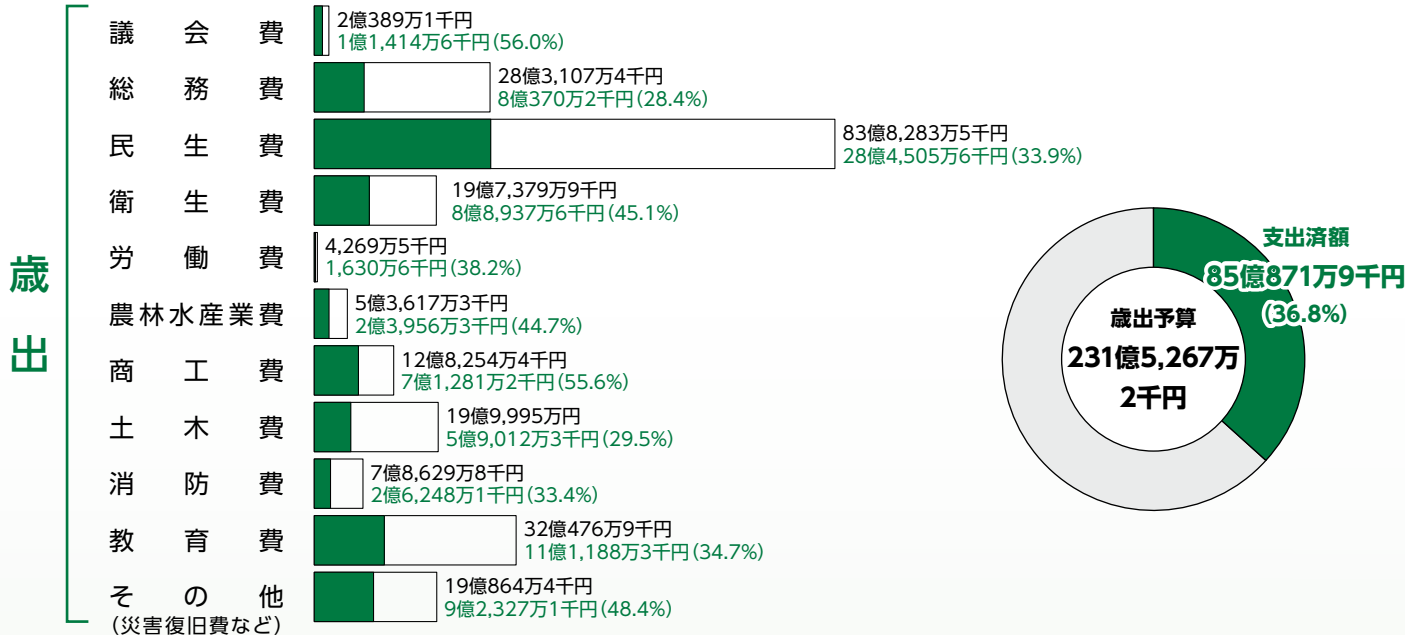 歳出
議会費
2億389万1千円
1億1,414万6千円(56.0%)
総務費
28億3,107万4千円
8億370万2千円(28.4%)
民生費
83億8,283万5千円
28億4,505万6千円(33.9%)
衛生費
19億7,379万9千円
8億8,937万6千円(45.1%)
労働費
4,269万5千円
1,630万6千円(38.2%)
農林水産業費
5億3,617万3千円
2億3,956万3千円(44.7%)
商工費
12億8,254万4千円
7億1,281万2千円(55.6%)
土木費
19億9,995万円
5億9,012万3千円(29.5%)
消防費
7億8,629万8千円
2億6,248万1千円(33.4%)
教育費
32億476万9千円
11億1,188万3千円(34.7%)
その他
(災害復旧費など)
19億864万4千円
9億2,327万1千円(48.4%)
支出済額
85億871万9千円
(36.8%)
歳出予算
231億5,267万
2千円